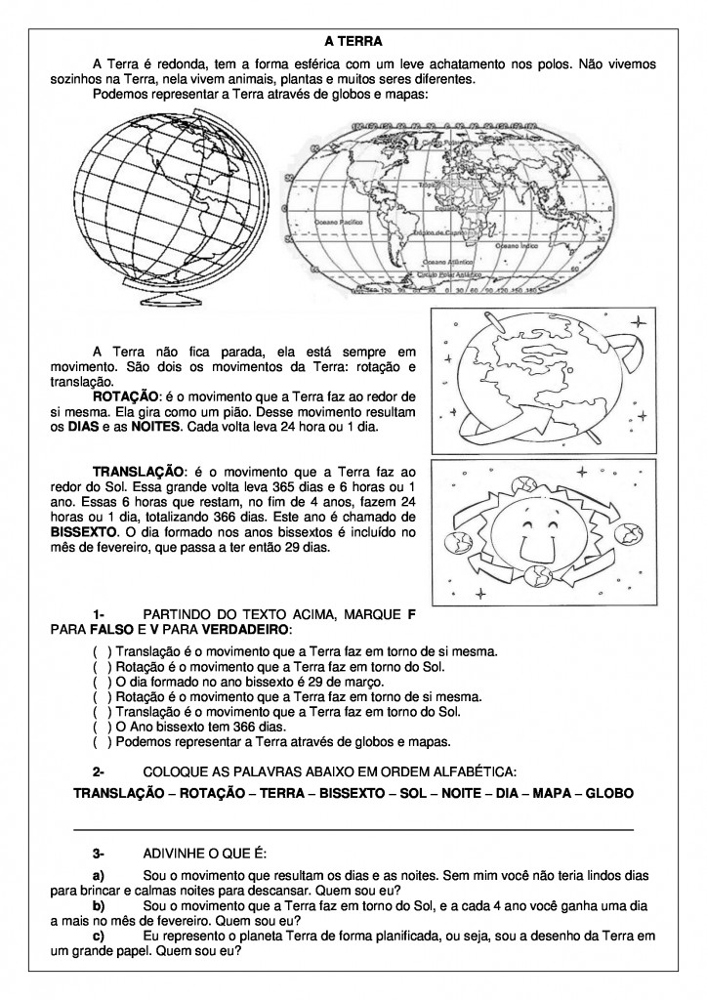 A TERRA
A Terra é redonda, tem a forma esférica com um leve achatamento nos polos. Não vivemos
sozinhos na Terra, nela vivem animais, plantas e muitos seres diferentes.
Podemos representar a Terra através de globos e mapas:
Oceano Pacífico
Equador
Trópico de Capricórnio
Oceano Índico
Oceano Atlântico
Círculo Polar Antártico
A Terra não fica parada, ela está sempre em
movimento. São dois os movimentos da Terra: rotação e
translação.
ROTAÇÃO: é o movimento que a Terra faz ao redor de
si mesma. Ela gira como um pião. Desse movimento resultam
os DIAS e as NOITES. Cada volta leva 24 hora ou 1 dia.
TRANSLAÇÃO: é o movimento que a Terra faz ao
redor do Sol. Essa grande volta leva 365 dias e 6 horas ou 1
ano. Essas 6 horas que restam, no fim de 4 anos, fazem 24
horas ou 1 dia, totalizando 366 dias. Este ano é chamado de
BISSEXTO. O dia formado nos anos bissextos é incluído no
mês de fevereiro, que passa a ter então 29 dias.
1- PARTINDO DO TEXTO ACIMA, MARQUE F
PARA FALSO E V PARA VERDADEIRO:
( ) Translação é o movimento que a Terra faz em torno de si mesma.
( ) Rotação é o movimento que a Terra faz em torno do Sol.
( ) O dia formado no ano bissexto é 29 de março.
( ) Rotação é o movimento que a Terra faz em torno de si mesma.
( ) Translação é o movimento que a Terra faz em torno do Sol.
( ) O Ano bissexto tem 366 dias.
( ) Podemos representar a Terra através de globos e mapas.
2- COLOQUE AS PALAVRAS ABAIXO EM ORDEM ALFABÉTICA:
TRANSLAÇÃO – ROTAÇÃO – TERRA – BISSEXTO – SOL – NOITE – DIA – MAPA – GLOBO
3- ADIVINHE O QUE É:
a) Sou o movimento que resultam os dias e as noites. Sem mim você não teria lindos dias
para brincar e calmas noites para descansar. Quem sou eu?
b) Sou o movimento que a Terra faz em torno do Sol, e a cada 4 ano você ganha uma dia
a mais no mês de fevereiro. Quem sou eu?
c) Eu represento o planeta Terra de forma planificada, ou seja, sou a desenho da Terra em
um grande papel. Quem sou eu?